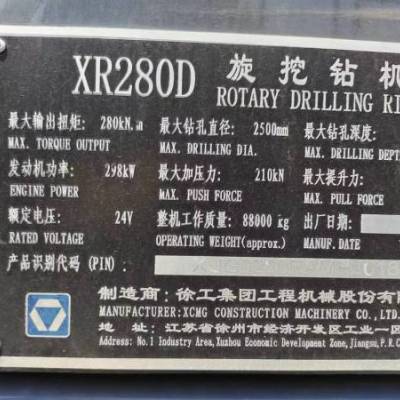 XR280D 旋挖钻机
ROTARY DRILLING RI
最大输出扭矩: 280kN.m 最大钻孔直径: 2500mm 最大钻孔深度:
MAX. TORQUE OUTPUT MAX. DRILLING DIA. MAX. DRILLING DEPT
发动机功率: 298kW 最大加压力: 210kN 最大提升力:
ENGINE POWER MAX. PUSH FORCE MAX. PULL FORCE
额定电压: 24V 整机工作质量: 88000 kg 出厂日期:
RATED VOLTAGE OPERATING WEIGHT(approx.) MANUF. DATE
产品识别代码 (PIN):
制造商: 徐工集团工程机械股份有限
MANUFACTURER:XCMG CONSTRUCTION MACHINERY CO., LTD.
地 址: 江苏省徐州市经济开发区工业一区
Address: No.1 Industry Area, Xuzhou Economic Development Zone, Jiangsu, P.R.C